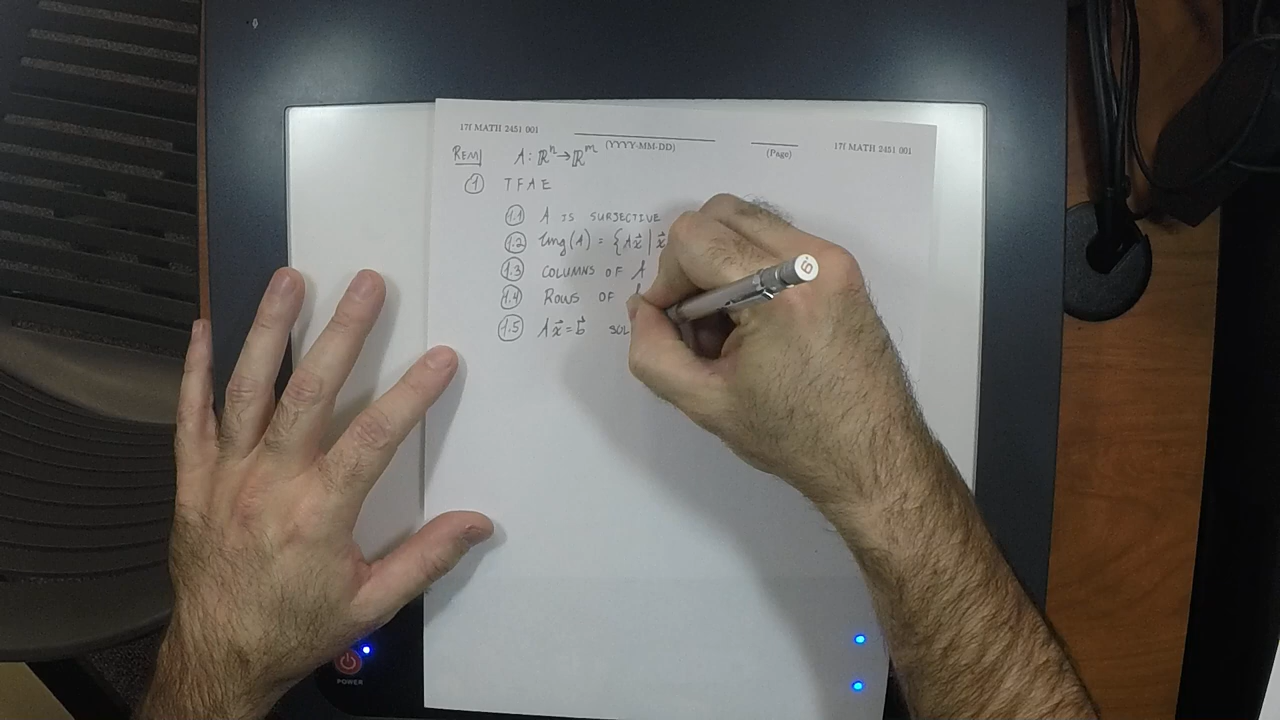 17f MATH 2451 001 (YYYY-MM-DD) (Page) 17f MATH 2451 001
REM A: ℝⁿ→ℝᵐ
① TFAE
1.1 A IS SURJECTIVE
1.2 Img(A) = {Ax⃗ | x⃗
1.3 COLUMNS OF A
1.4 ROWS OF
1.5 Ax⃗ = b⃗ SOL
POWER